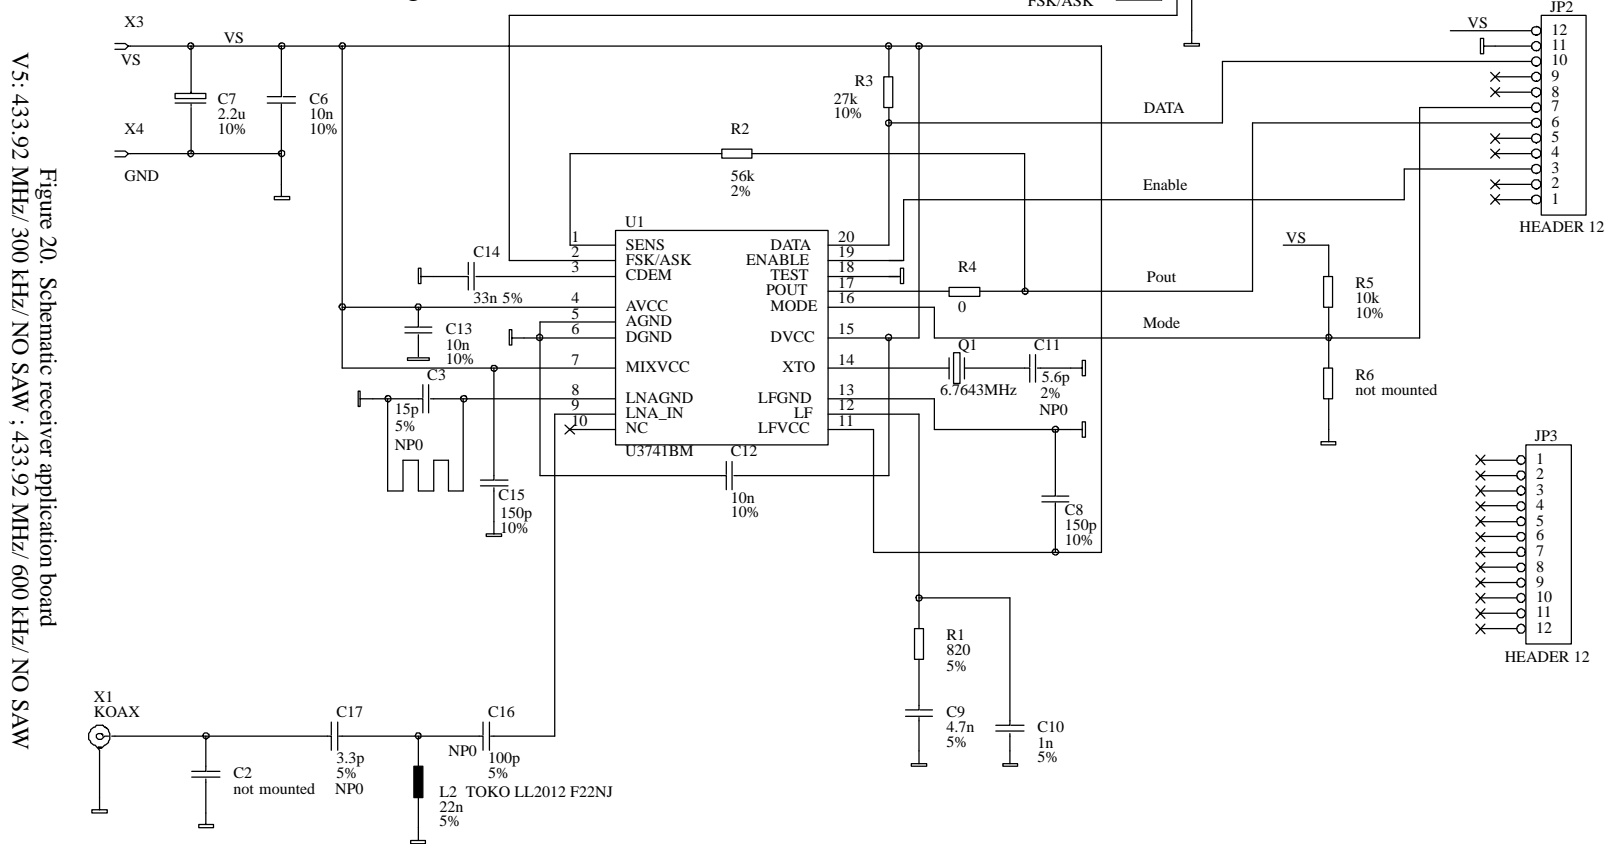 FSK/ASK
X3
VS
VS
C7
2.2u
10%
C6
10n
10%
X4
GND
R3
27k
10%
R2
56k
2%
DATA
Enable
Pout
Mode
JP2
VS
12
11
10
9
8
7
6
5
4
3
2
1
HEADER 12
VS
R5
10k
10%
R6
not mounted
U1
1 SENS
2 FSK/ASK
3 CDEM
4 AVCC
5 AGND
6 DGND
7 MIXVCC
8 LNAGND
9 LNA_IN
10 NC
DATA 20
ENABLE 19
TEST 18
POUT 17
MODE 16
DVCC 15
XTO 14
LFGND 13
LF 12
LFVCC 11
U3741BM
C14
33n 5%
C13
10n
10%
C3
15p
5%
NP0
C15
150p
10%
C12
10n
10%
R4
0
Q1
6.7643MHz
C11
5.6p
2%
NP0
C8
150p
10%
JP3
1
2
3
4
5
6
7
8
9
10
11
12
HEADER 12
R1
820
5%
C9
4.7n
5%
C10
1n
5%
X1
KOAX
C2
not mounted
C17
3.3p
5%
NP0
C16
NP0
100p
5%
L2 TOKO LL2012 F22NJ
22n
5%
Figure 20. Schematic receiver application board
V5: 433.92 MHz/ 300 kHz/ NO SAW ; 433.92 MHz/ 600 kHz/ NO SAW